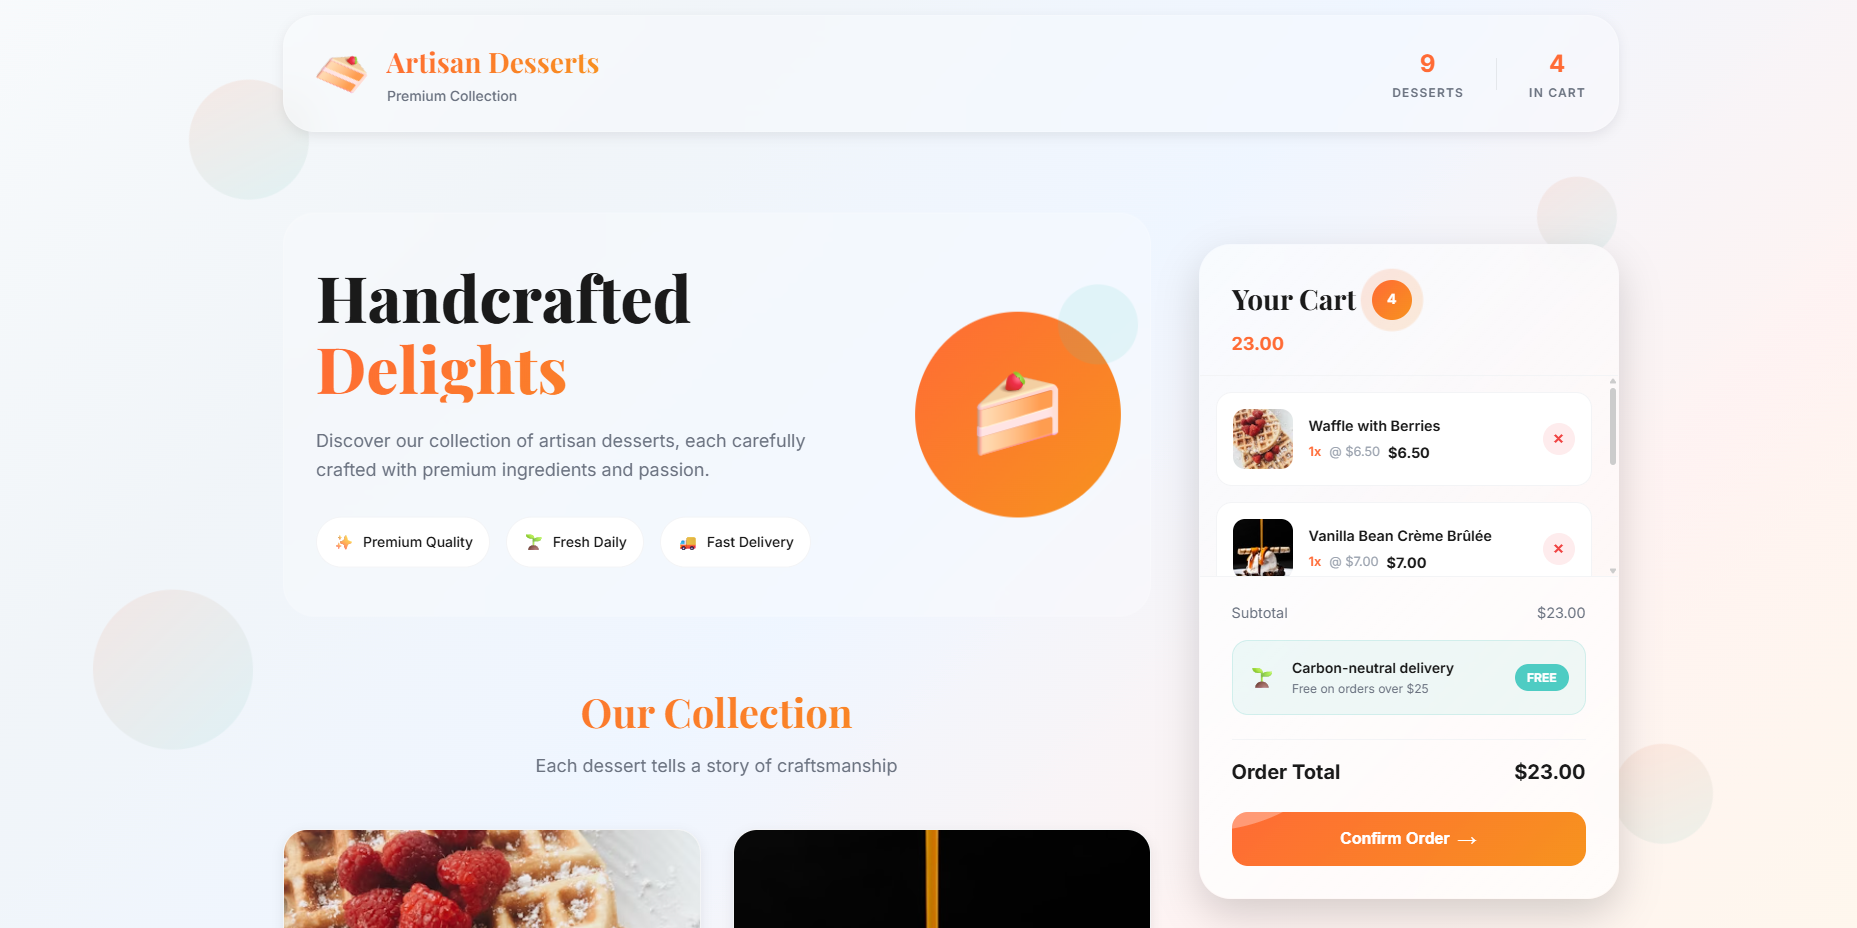 Artisan Desserts
Premium Collection
9
DESSERTS
4
IN CART
Handcrafted
Delights
Discover our collection of artisan desserts, each carefully
crafted with premium ingredients and passion.
Premium Quality
Fresh Daily
Fast Delivery
Our Collection
Each dessert tells a story of craftsmanship
Your Cart 4
23.00
Waffle with Berries
1x @ $6.50 $6.50
×
Vanilla Bean Crème Brûlée
1x @ $7.00 $7.00
×
Subtotal $23.00
Carbon-neutral delivery
Free on orders over $25
FREE
Order Total $23.00
Confirm Order →